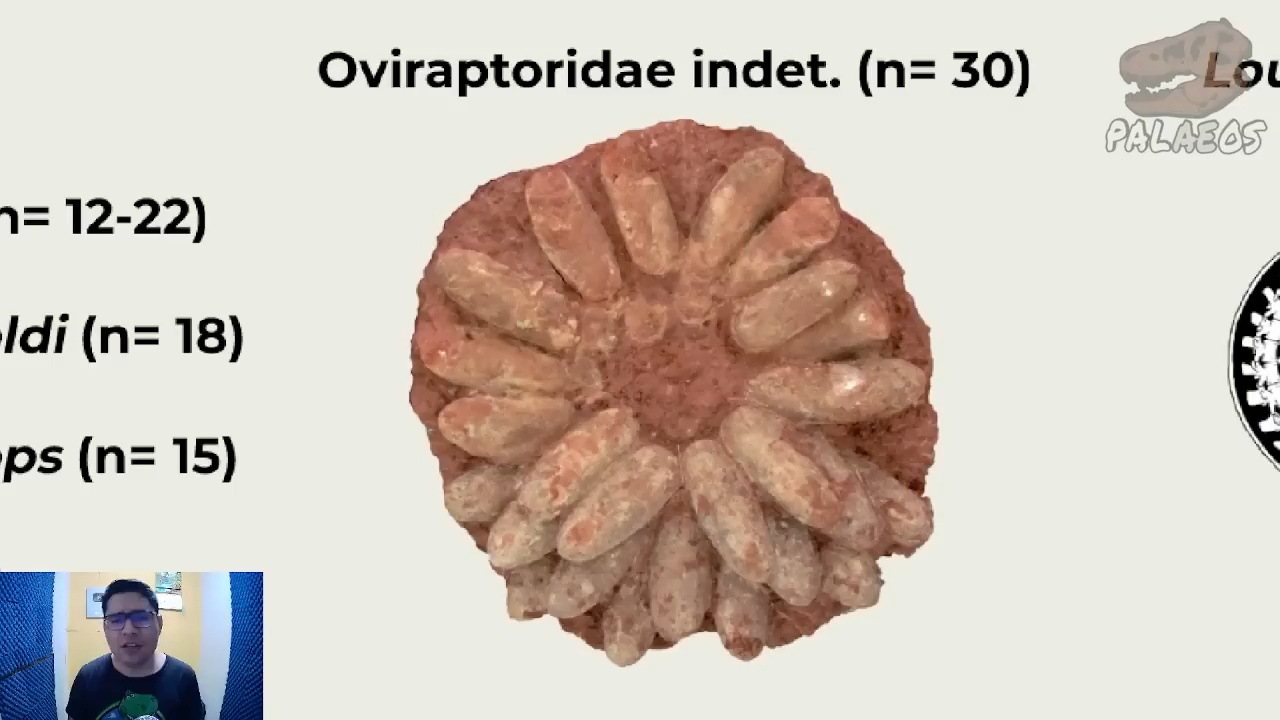 Oviraptoridae indet. (n= 30)
PALAEOS
n= 12-22)
ldi (n= 18)
ps (n= 15)